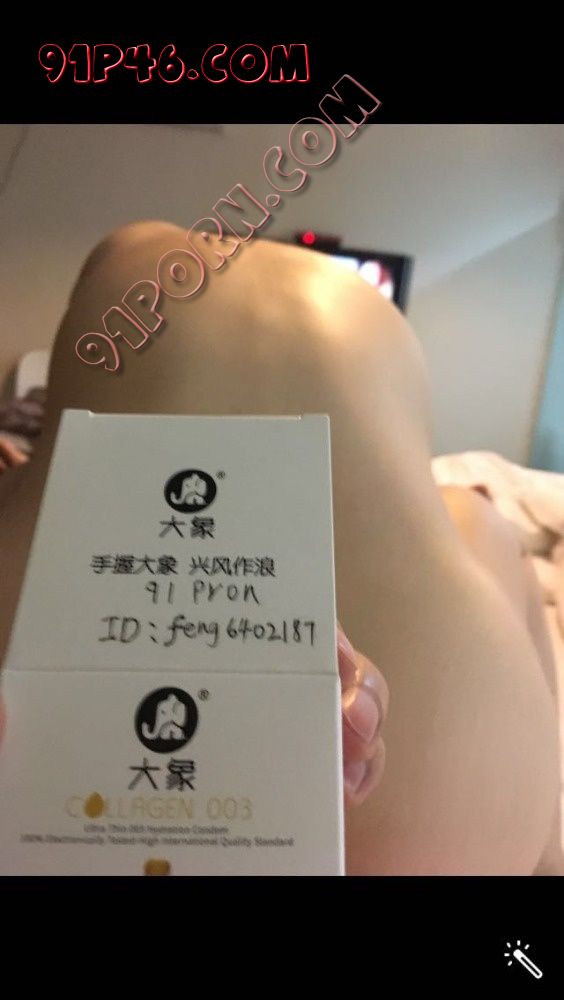 91P46.COM
91PORN.COM
®
大象
手握大象 兴风作浪
91 Pron
ID：feng6402187
®
大象
COLLAGEN 003
Ultra Thin 003 Hydration Condom
100% Electronically Tested-High International Quality Standard